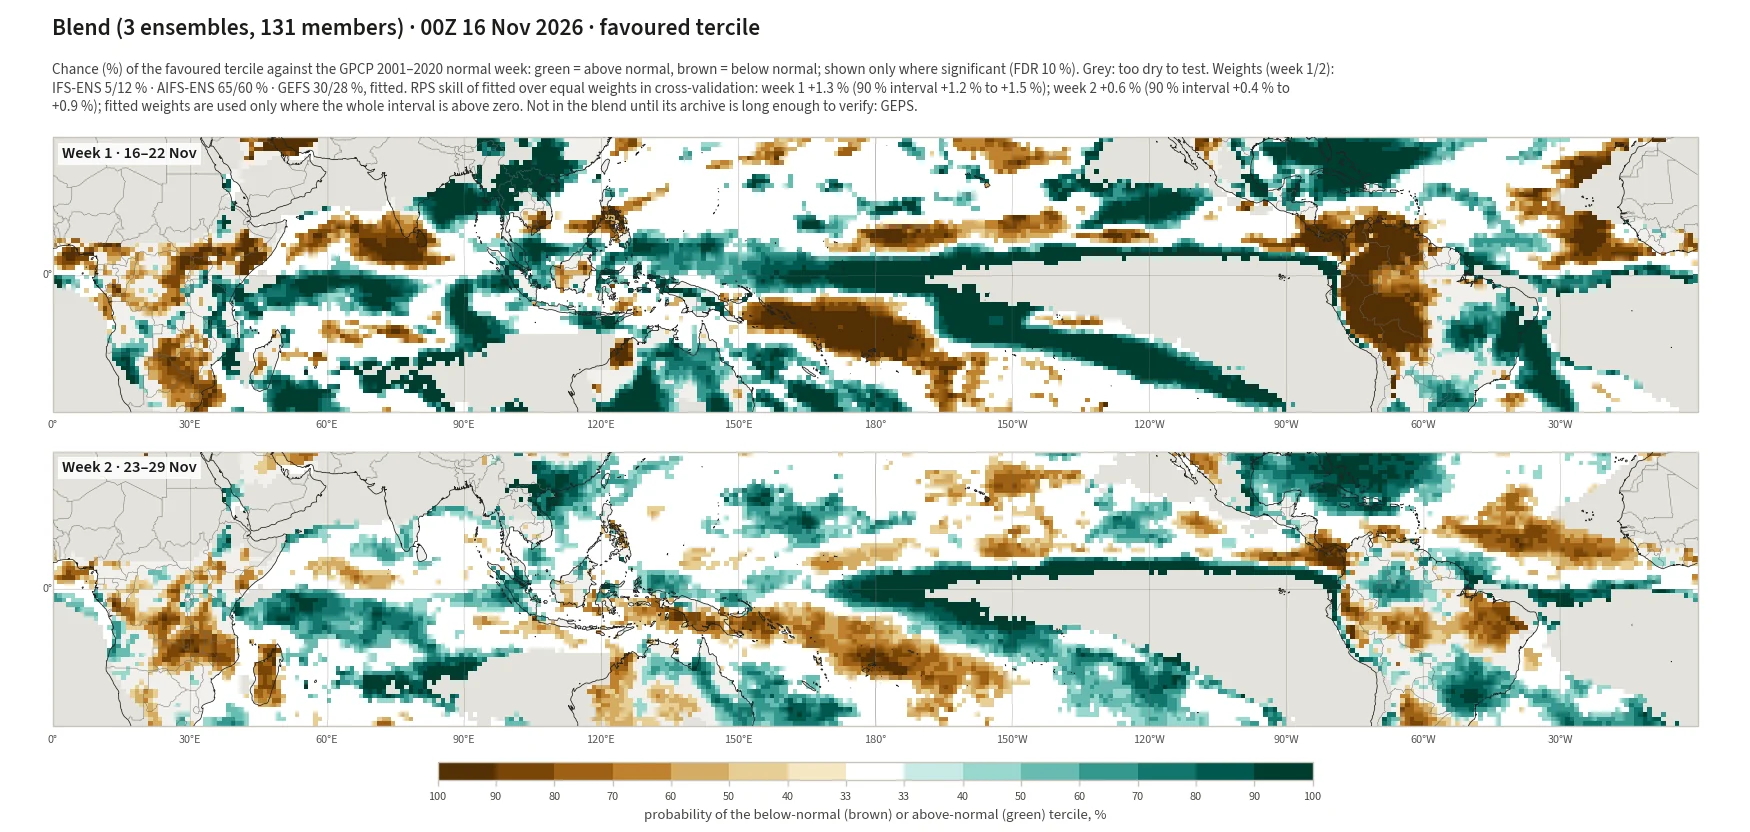 Blend (3 ensembles, 131 members) · 00Z 16 Nov 2026 · favoured tercile
Chance (%) of the favoured tercile against the GPCP 2001–2020 normal week: green = above normal, brown = below normal; shown only where significant (FDR 10 %). Grey: too dry to test. Weights (week 1/2):
IFS-ENS 5/12 % · AIFS-ENS 65/60 % · GEFS 30/28 %, fitted. RPS skill of fitted over equal weights in cross-validation: week 1 +1.3 % (90 % interval +1.2 % to +1.5 %); week 2 +0.6 % (90 % interval +0.4 % to
+0.9 %); fitted weights are used only where the whole interval is above zero. Not in the blend until its archive is long enough to verify: GEPS.
Week 1 · 16–22 Nov
0°
0° 30°E 60°E 90°E 120°E 150°E 180° 150°W 120°W 90°W 60°W 30°W
Week 2 · 23–29 Nov
0°
0° 30°E 60°E 90°E 120°E 150°E 180° 150°W 120°W 90°W 60°W 30°W
100 90 80 70 60 50 40 33 33 40 50 60 70 80 90 100
probability of the below-normal (brown) or above-normal (green) tercile, %